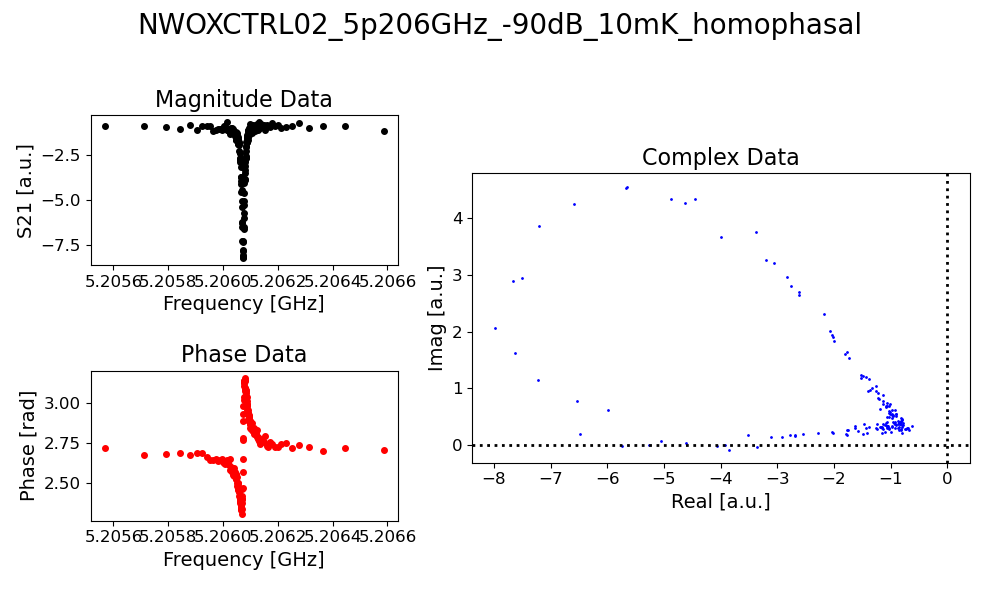 NWOXCTRL02_5p206GHz_-90dB_10mK_homophasal
Magnitude Data
S21 [a.u.]
−2.5
−5.0
−7.5
5.2056 5.2058 5.2060 5.2062 5.2064 5.2066
Frequency [GHz]
Phase Data
Phase [rad]
3.00
2.75
2.50
5.2056 5.2058 5.2060 5.2062 5.2064 5.2066
Frequency [GHz]
Complex Data
Imag [a.u.]
4
3
2
1
0
−8 −7 −6 −5 −4 −3 −2 −1 0
Real [a.u.]